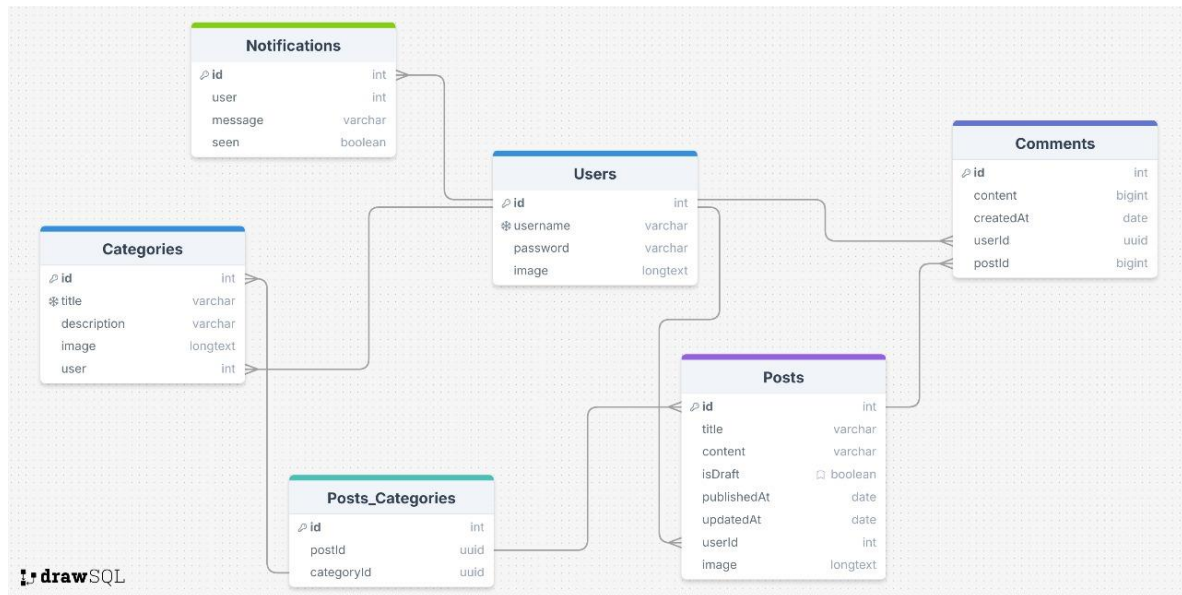 Notifications
id int
user int
message varchar
seen boolean
Users
id int
username varchar
password varchar
image longtext
Comments
id int
content bigint
createdAt date
userId uuid
postId bigint
Categories
id int
title varchar
description varchar
image longtext
user int
Posts
id int
title varchar
content varchar
isDraft boolean
publishedAt date
updatedAt date
userId int
image longtext
Posts_Categories
id int
postId uuid
categoryId uuid
drawSQL